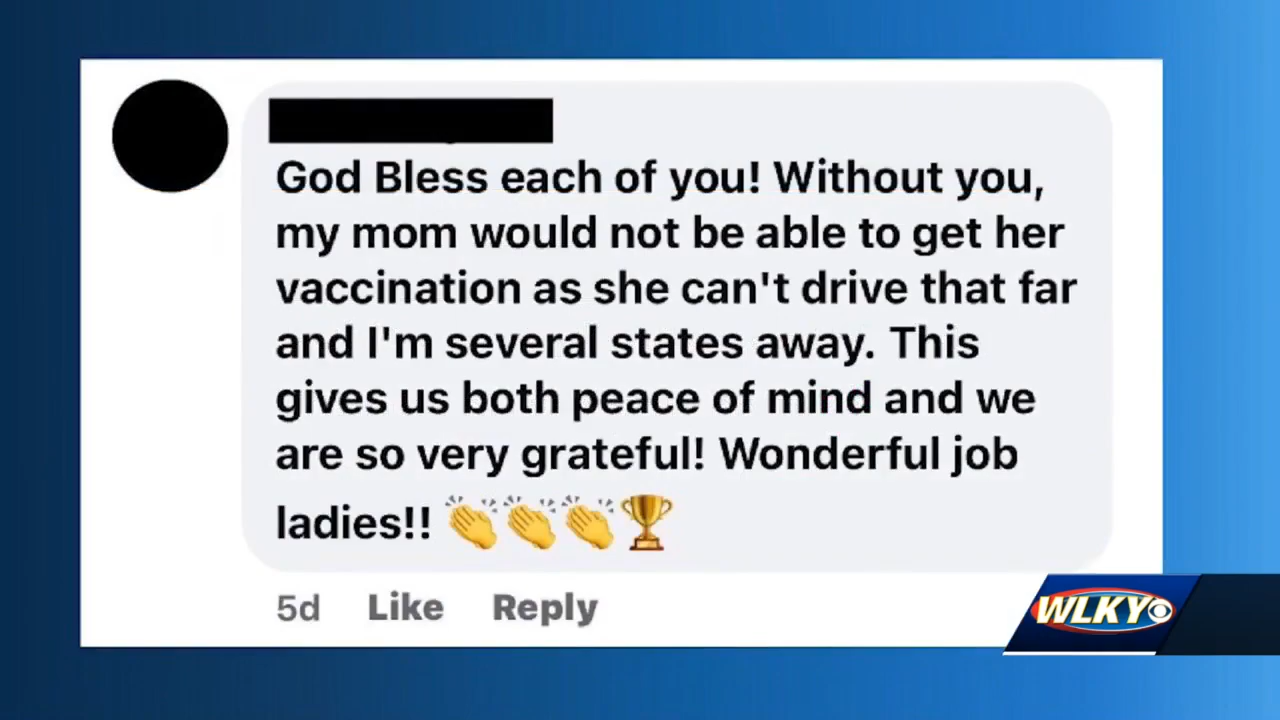 God Bless each of you! Without you,
my mom would not be able to get her
vaccination as she can't drive that far
and I'm several states away. This
gives us both peace of mind and we
are so very grateful! Wonderful job
ladies!! 👏👏👏🏆
5d Like Reply
WLKY